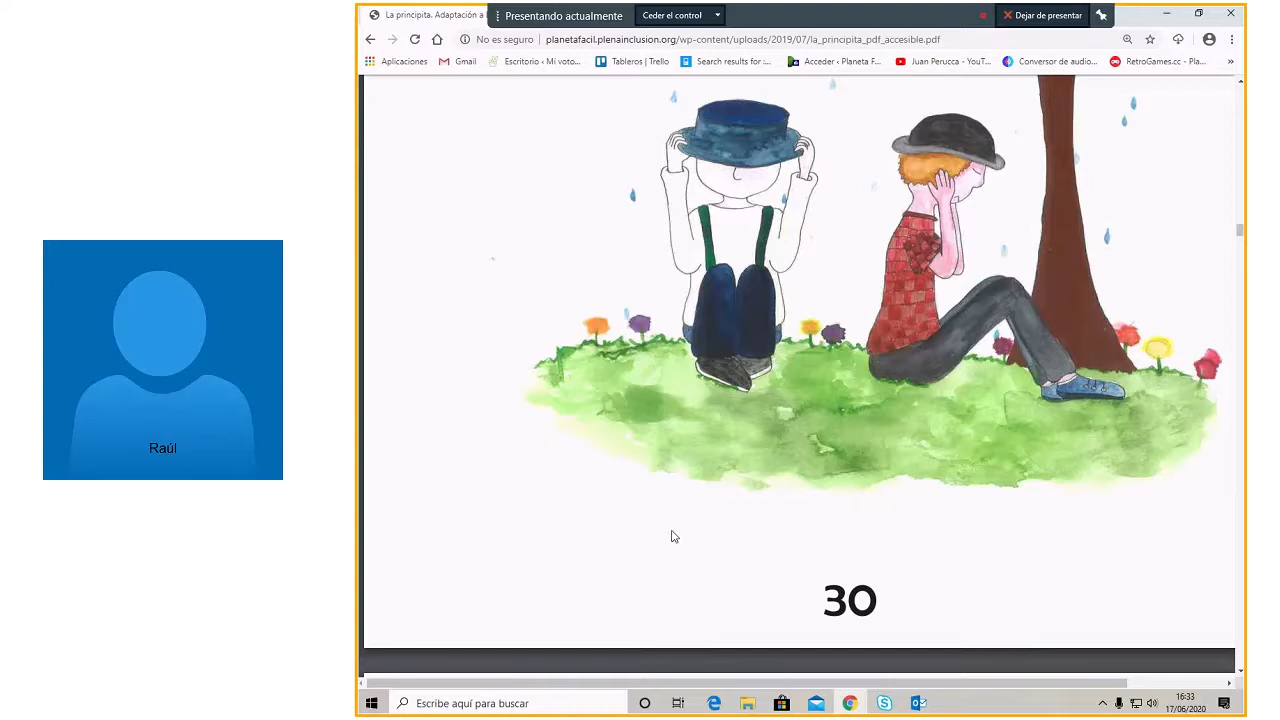 La principita. Adaptación a
Presentando actualmente
Ceder el control
Dejar de presentar
No es seguro
planetafacil.plenainclusion.org/wp-content/uploads/2019/07/la_principita_pdf_accesible.pdf
Aplicaciones
Gmail
Escritorio ‹ Mi voto...
Tableros | Trello
Search results for :...
Acceder ‹ Planeta F...
Juan Perucca - YouT...
Conversor de audio...
RetroGames.cc - Pla...
»
Raúl
30
Escribe aquí para buscar
16:33
17/06/2020